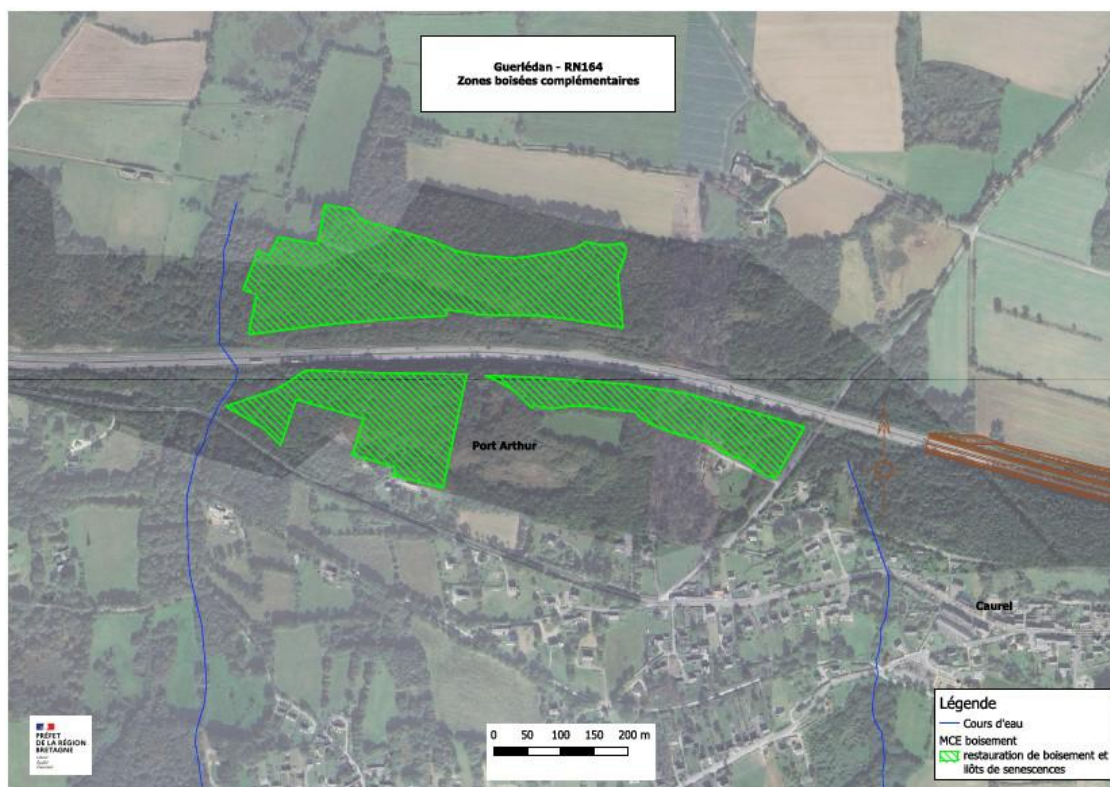 Guerlédan - RN164
Zones boisées complémentaires
Port Arthur
Caurel
PRÉFET
DE LA RÉGION
BRETAGNE
0 50 100 150 200 m
Légende
Cours d'eau
MCE boisement
restauration de boisement et
ilôts de senescences